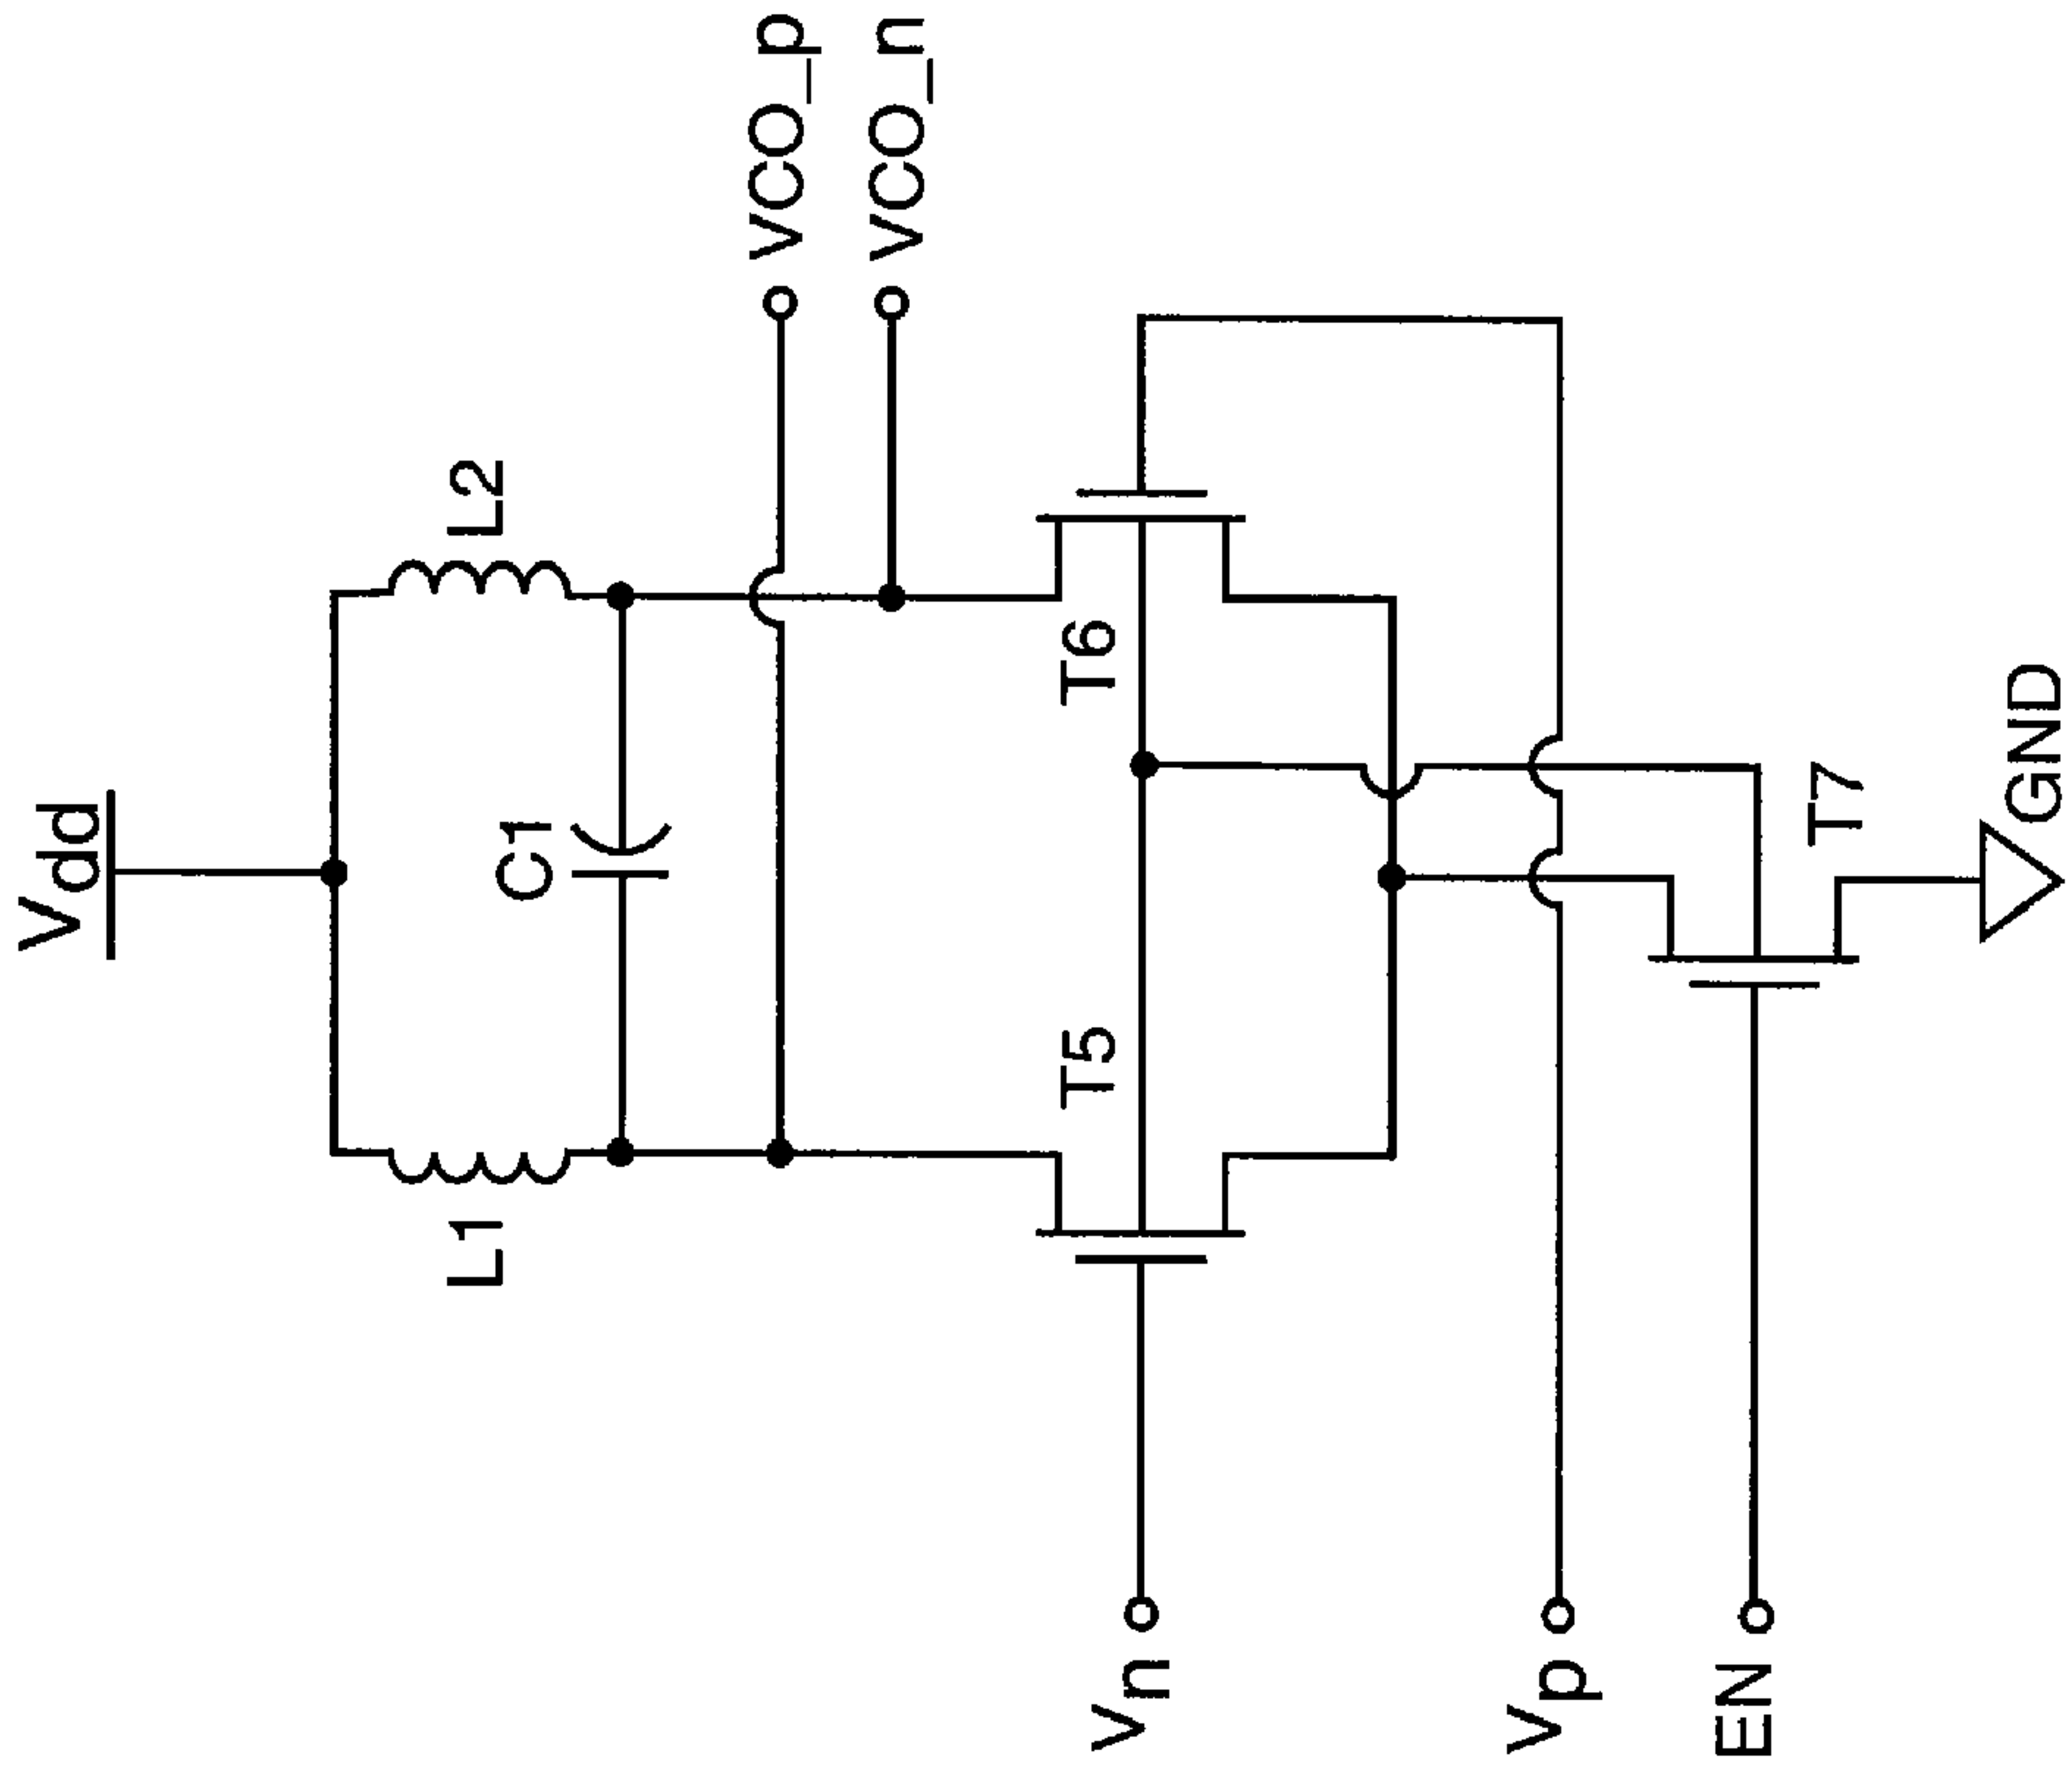 Vdd
L1
L2
C1
VCO_p
VCO_n
T5
T6
Vn
Vp
T7
EN
GND